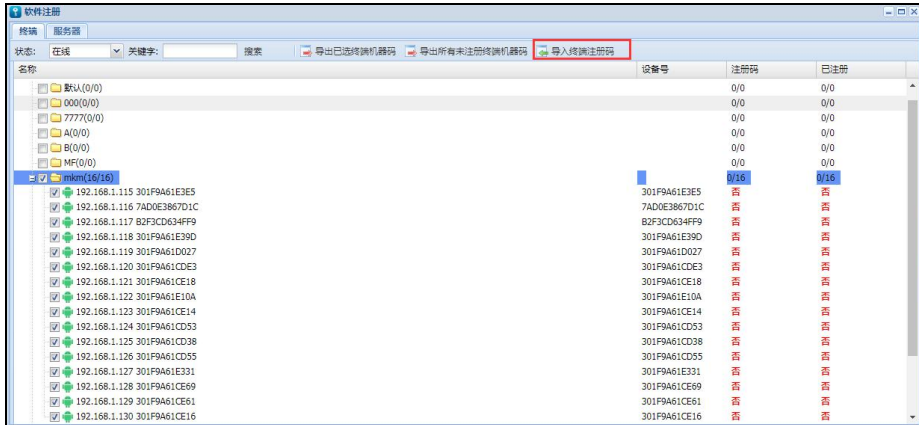 软件注册
终端 服务器
状态: 在线 关键字: 搜索 导出已选终端机器码 导出所有未注册终端机器码 导入终端注册码
名称 设备号 注册码 已注册
默认(0/0) 0/0 0/0
000(0/0) 0/0 0/0
7777(0/0) 0/0 0/0
A(0/0) 0/0 0/0
B(0/0) 0/0 0/0
MF(0/0) 0/0 0/0
mkm(16/16) 0/16 0/16
192.168.1.115 301F9A61E3E5 301F9A61E3E5 否 否
192.168.1.116 7AD0E3867D1C 7AD0E3867D1C 否 否
192.168.1.117 B2F3CD634FF9 B2F3CD634FF9 否 否
192.168.1.118 301F9A61E39D 301F9A61E39D 否 否
192.168.1.119 301F9A61D027 301F9A61D027 否 否
192.168.1.120 301F9A61CDE3 301F9A61CDE3 否 否
192.168.1.121 301F9A61CE18 301F9A61CE18 否 否
192.168.1.122 301F9A61E10A 301F9A61E10A 否 否
192.168.1.123 301F9A61CE14 301F9A61CE14 否 否
192.168.1.124 301F9A61CD53 301F9A61CD53 否 否
192.168.1.125 301F9A61CD38 301F9A61CD38 否 否
192.168.1.126 301F9A61CD55 301F9A61CD55 否 否
192.168.1.127 301F9A61E331 301F9A61E331 否 否
192.168.1.128 301F9A61CE69 301F9A61CE69 否 否
192.168.1.129 301F9A61CE61 301F9A61CE61 否 否
192.168.1.130 301F9A61CE16 301F9A61CE16 否 否